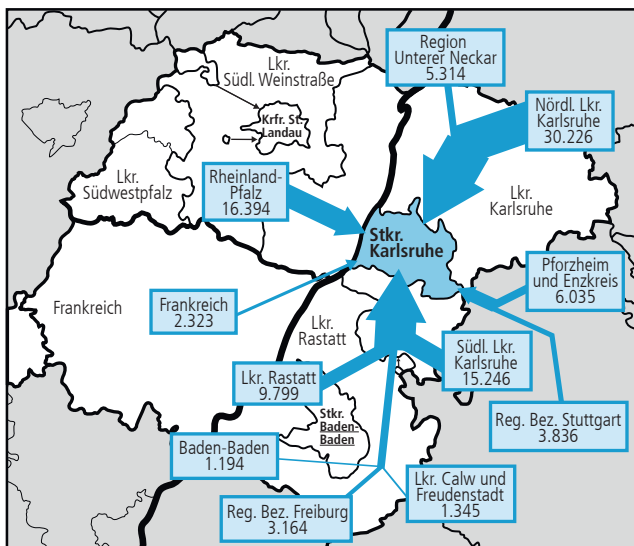 Region
Unterer Neckar
5.314
Lkr.
Südl. Weinstraße
Nördl. Lkr.
Karlsruhe
30.226
Krfr. St.
Landau
Lkr.
Südwestpfalz
Rheinland-
Pfalz
16.394
Lkr.
Karlsruhe
Stkr.
Karlsruhe
Pforzheim
und Enzkreis
6.035
Frankreich
Frankreich
2.323
Lkr.
Rastatt
Südl. Lkr.
Karlsruhe
15.246
Lkr. Rastatt
9.799
Stkr.
Baden-
Baden
Reg. Bez. Stuttgart
3.836
Baden-Baden
1.194
Lkr. Calw und
Freudenstadt
1.345
Reg. Bez. Freiburg
3.164